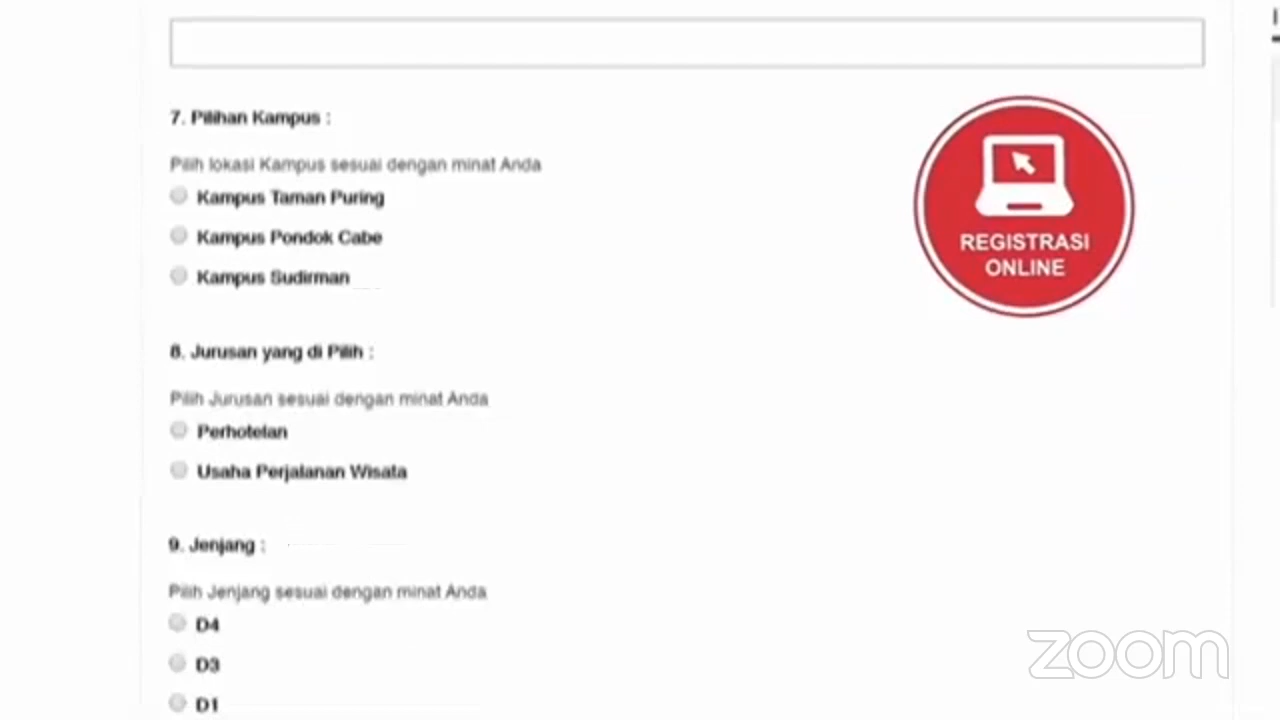 7. Pilihan Kampus :
Pilih lokasi Kampus sesuai dengan minat Anda
Kampus Taman Puring
Kampus Pondok Cabe
Kampus Sudirman
REGISTRASI
ONLINE
8. Jurusan yang di Pilih :
Pilih Jurusan sesuai dengan minat Anda
Perhotelan
Usaha Perjalanan Wisata
9. Jenjang :
Pilih Jenjang sesuai dengan minat Anda
D4
D3
D1
zoom